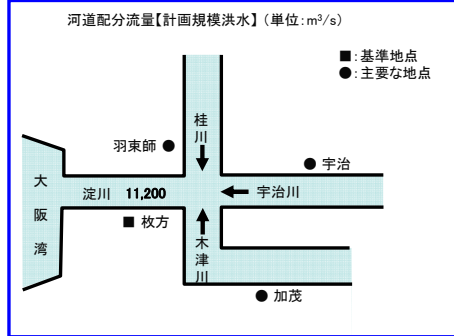 河道配分流量【計画規模洪水】（単位：m³/s）
■：基準地点
●：主要な地点
桂川
羽束師 ●
● 宇治
大阪湾
淀川 11,200
宇治川
■ 枚方
木津川
● 加茂